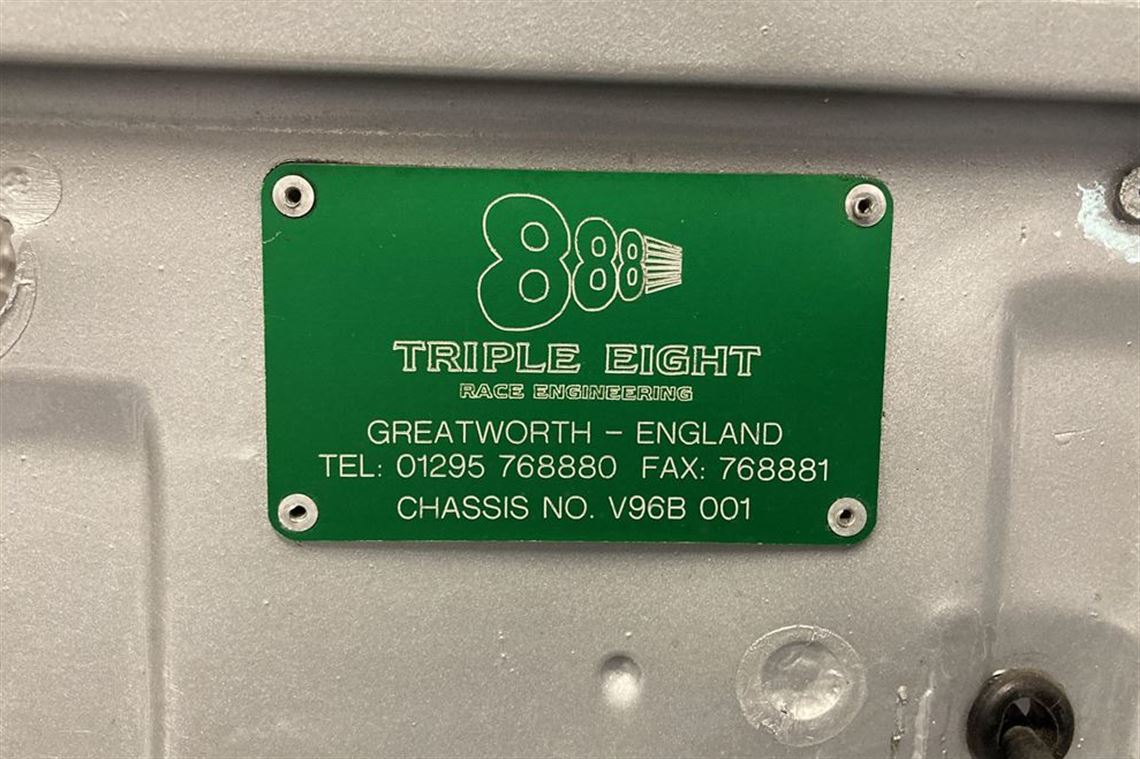 888
TRIPLE EIGHT
RACE ENGINEERING
GREATWORTH - ENGLAND
TEL: 01295 768880 FAX: 768881
CHASSIS NO. V96B 001